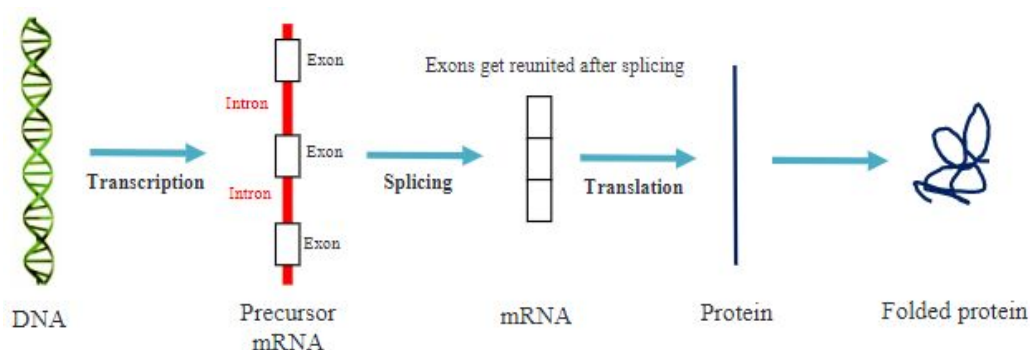 Exon
Exons get reunited after splicing
Intron
Exon
Transcription
Splicing
Translation
Intron
Exon
DNA
Precursor
mRNA
mRNA
Protein
Folded protein